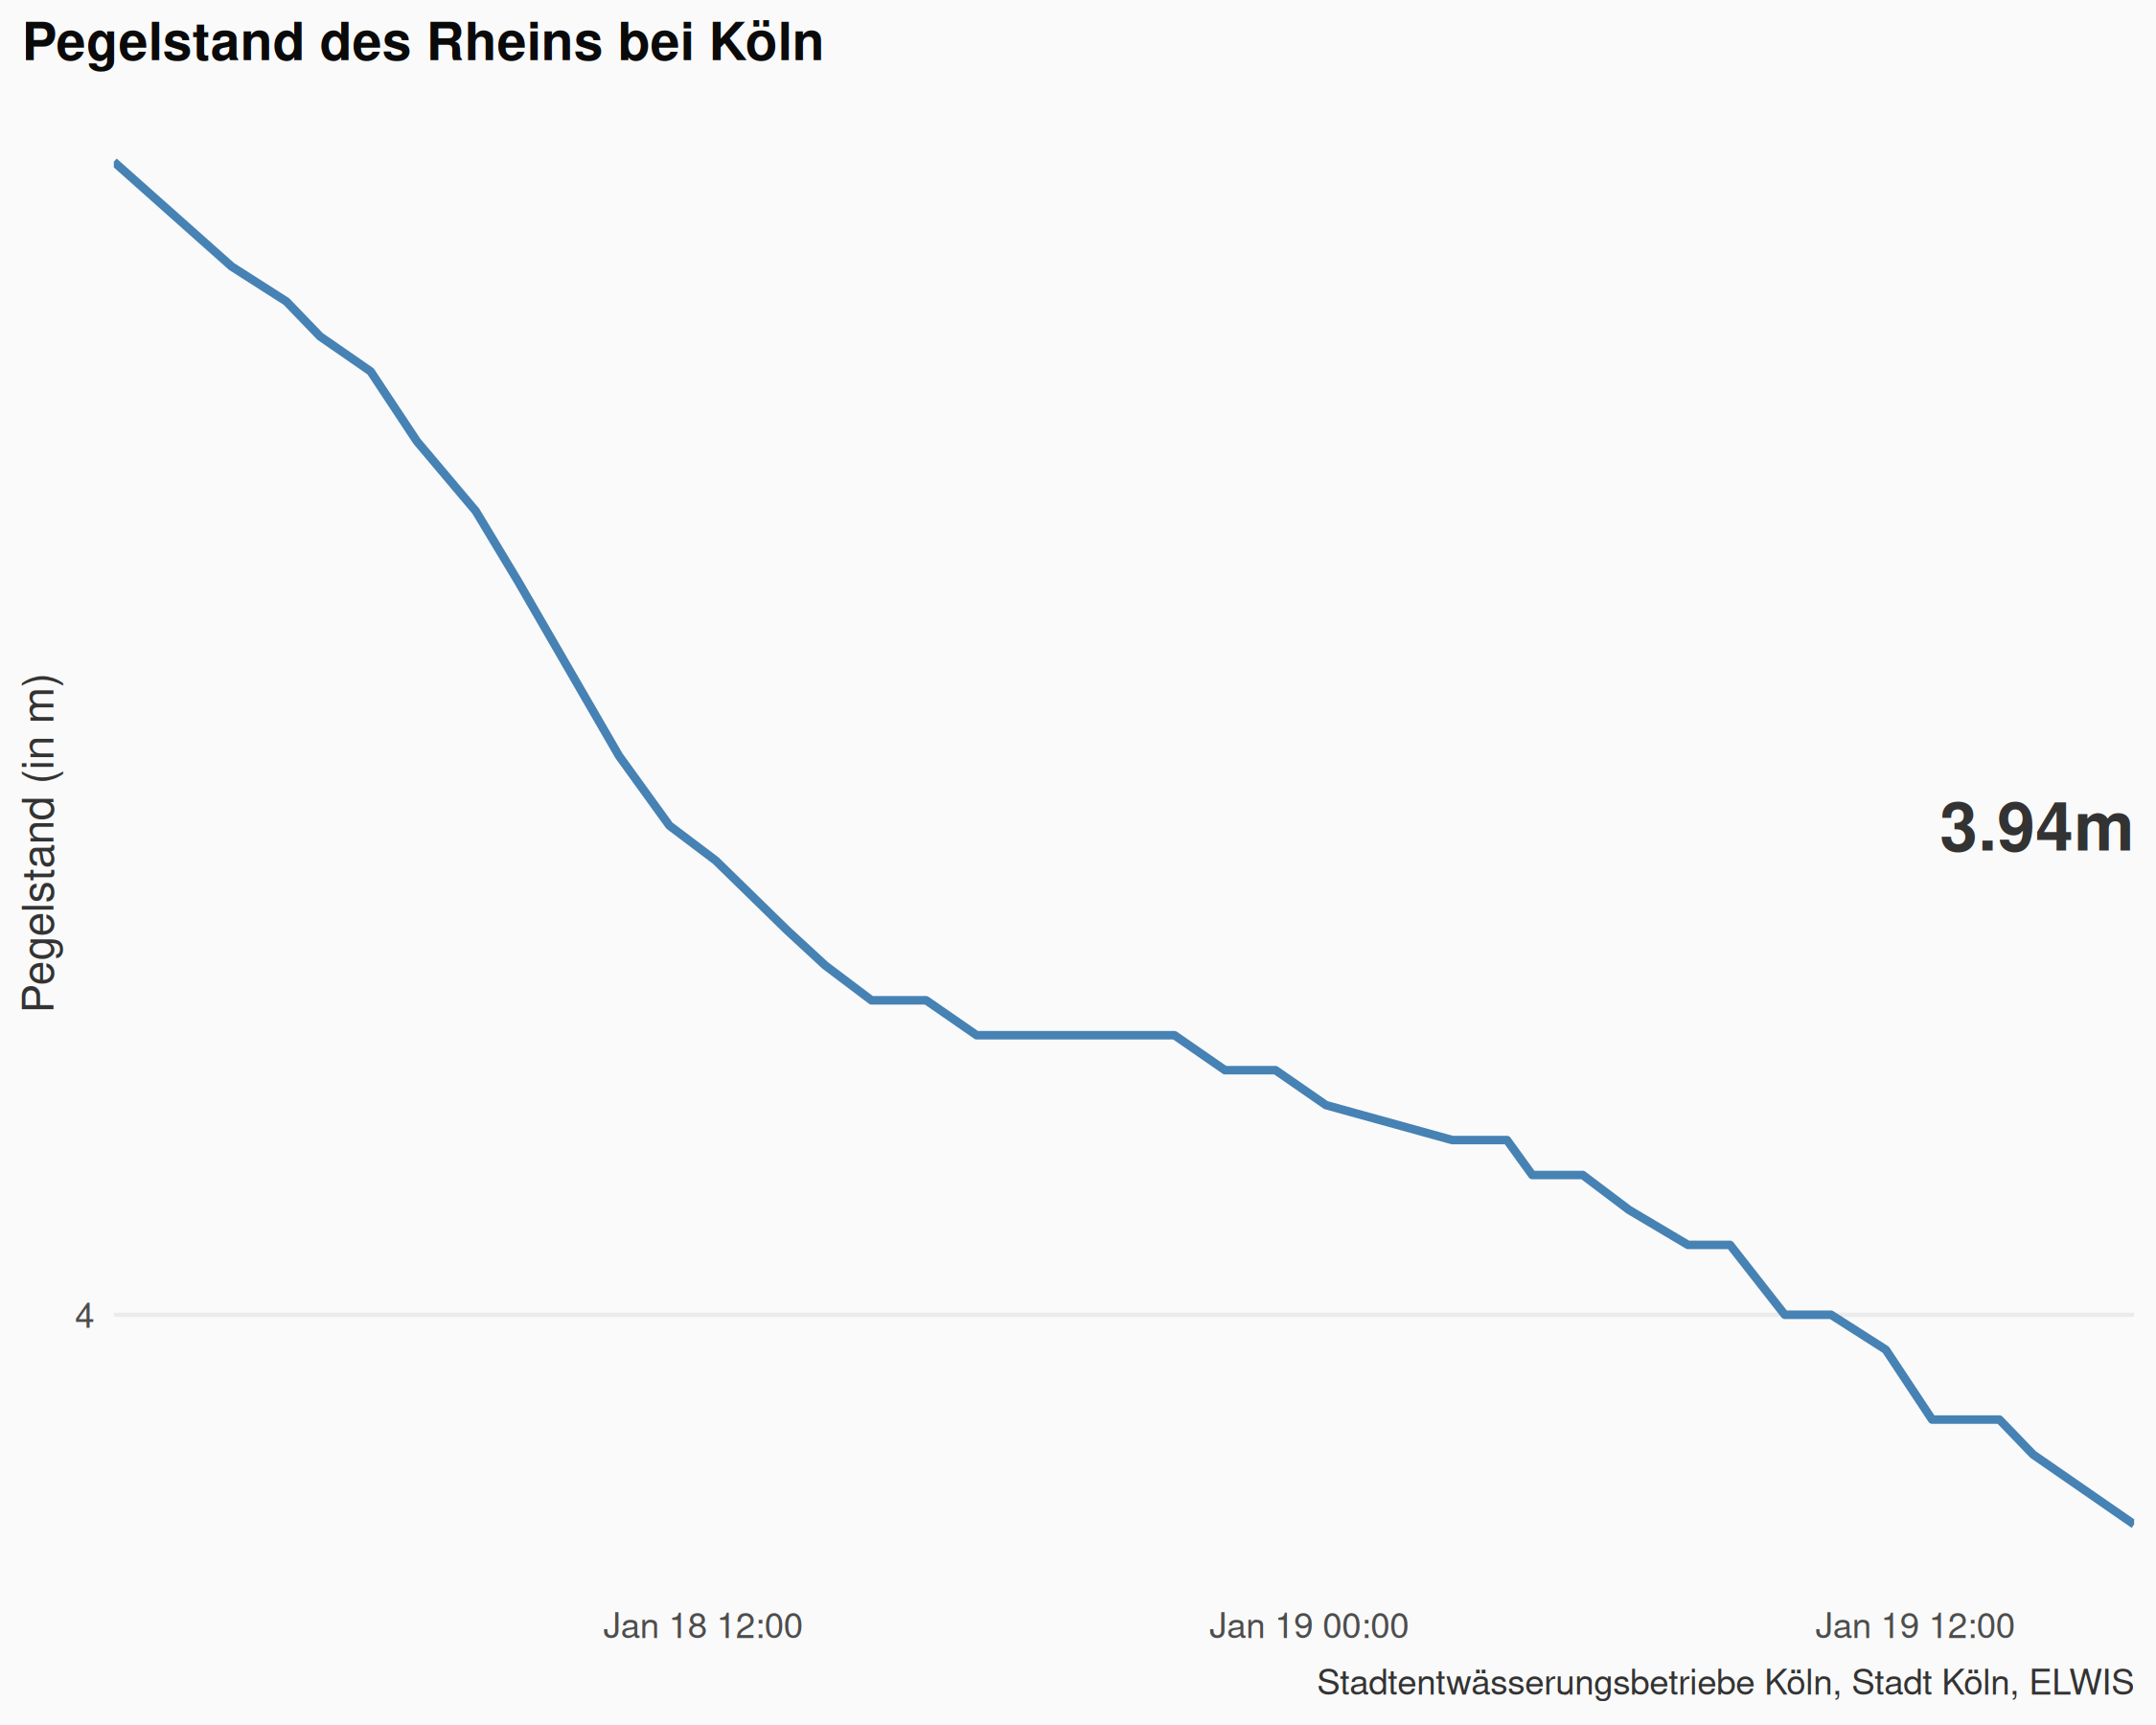 Pegelstand des Rheins bei Köln
Pegelstand (in m)
3.94m
4
Jan 18 12:00
Jan 19 00:00
Jan 19 12:00
Stadtentwässerungsbetriebe Köln, Stadt Köln, ELWIS